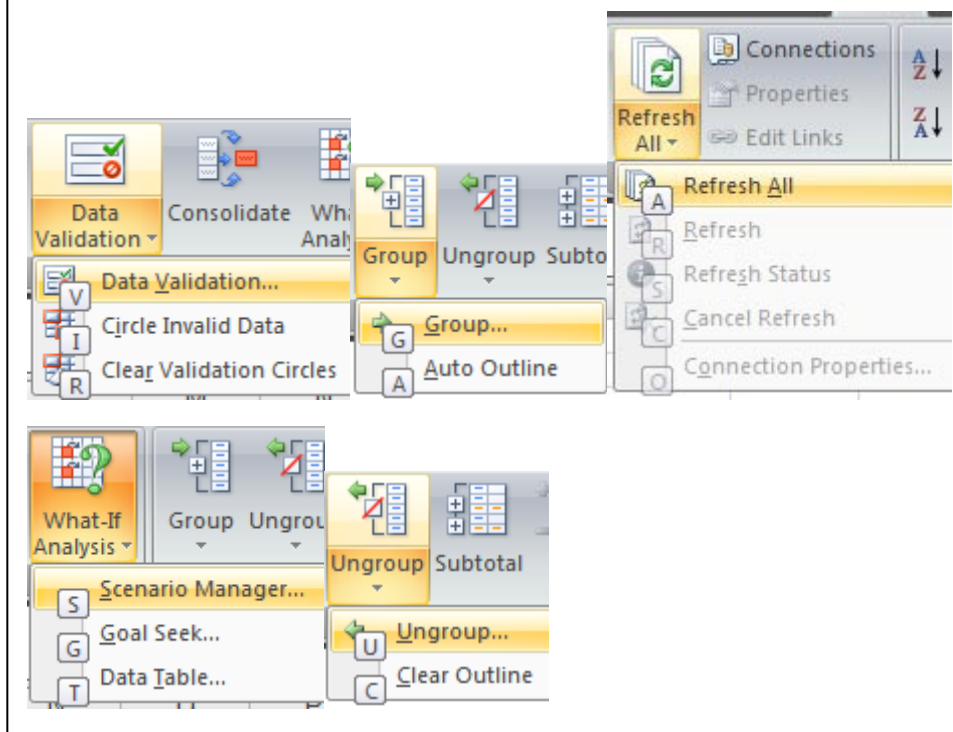 Data
Validation
Consolidate
Data Validation...
V
Circle Invalid Data
I
Clear Validation Circles
R
Group
Ungroup
Group...
G
Auto Outline
A
Refresh
All
Connections
Properties
Edit Links
A
Z
Z
A
Refresh All
A
Refresh
R
Refresh Status
S
Cancel Refresh
C
Connection Properties...
O
What-If
Analysis
Group
Scenario Manager...
S
Goal Seek...
G
Data Table...
T
Ungroup
Subtotal
Ungroup...
U
Clear Outline
C